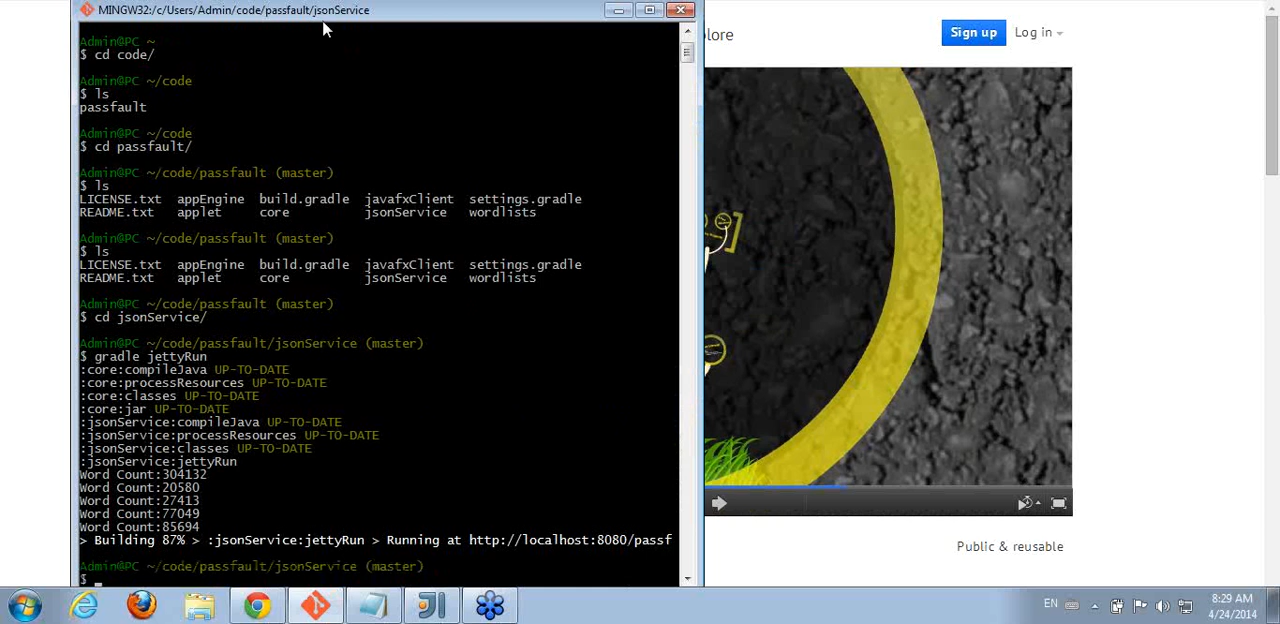 MINGW32:/c/Users/Admin/code/passfault/jsonService
Admin@PC ~
$ cd code/
Admin@PC ~/code
$ ls
passfault
Admin@PC ~/code
$ cd passfault/
Admin@PC ~/code/passfault (master)
$ ls
LICENSE.txt appEngine build.gradle javafxClient settings.gradle
README.txt applet core jsonService wordlists
Admin@PC ~/code/passfault (master)
$ ls
LICENSE.txt appEngine build.gradle javafxClient settings.gradle
README.txt applet core jsonService wordlists
Admin@PC ~/code/passfault (master)
$ cd jsonService/
Admin@PC ~/code/passfault/jsonService (master)
$ gradle jettyRun
:core:compileJava UP-TO-DATE
:core:processResources UP-TO-DATE
:core:classes UP-TO-DATE
:core:jar UP-TO-DATE
:jsonService:compileJava UP-TO-DATE
:jsonService:processResources UP-TO-DATE
:jsonService:classes UP-TO-DATE
:jsonService:jettyRun
Word Count:304132
Word Count:20580
Word Count:27413
Word Count:77049
Word Count:85694
> Building 87% > :jsonService:jettyRun > Running at http://localhost:8080/passf
Admin@PC ~/code/passfault/jsonService (master)
$
plore
Sign up
Log in
Public & reusable
EN
8:29 AM
4/24/2014